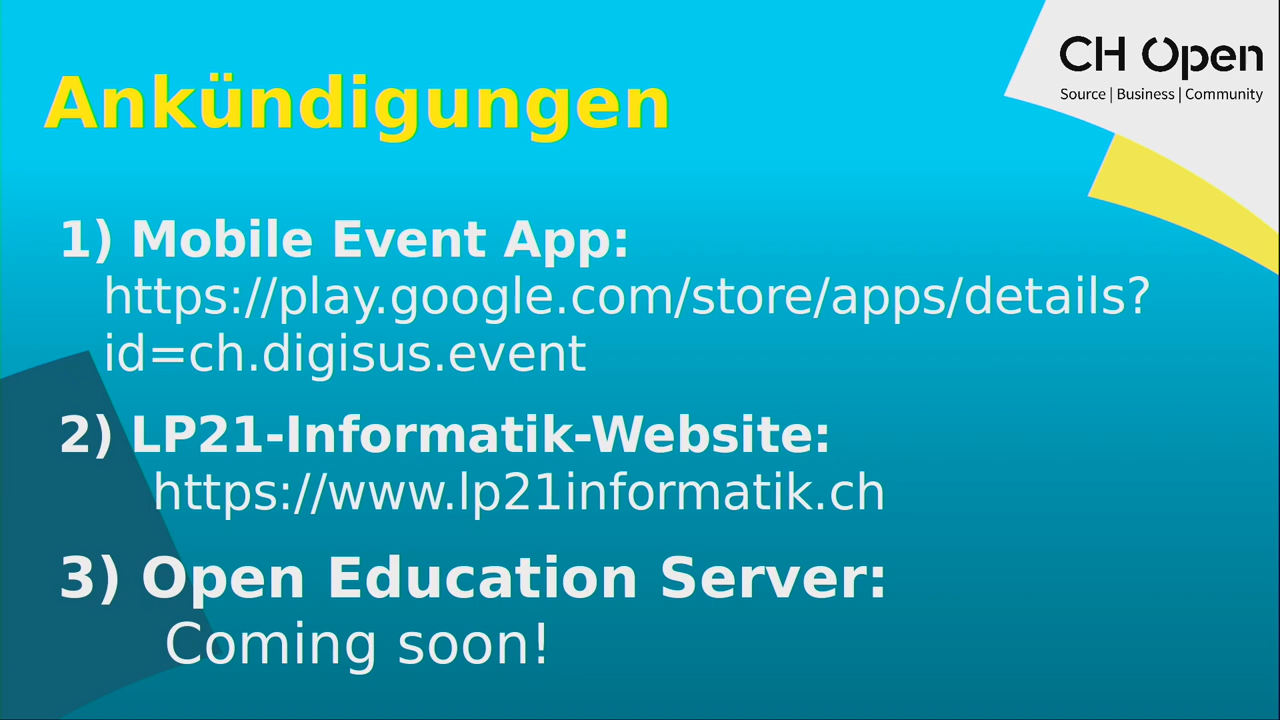 CH Open
Source | Business | Community
Ankündigungen
1) Mobile Event App:
https://play.google.com/store/apps/details?
id=ch.digisus.event
2) LP21-Informatik-Website:
https://www.lp21informatik.ch
3) Open Education Server:
Coming soon!